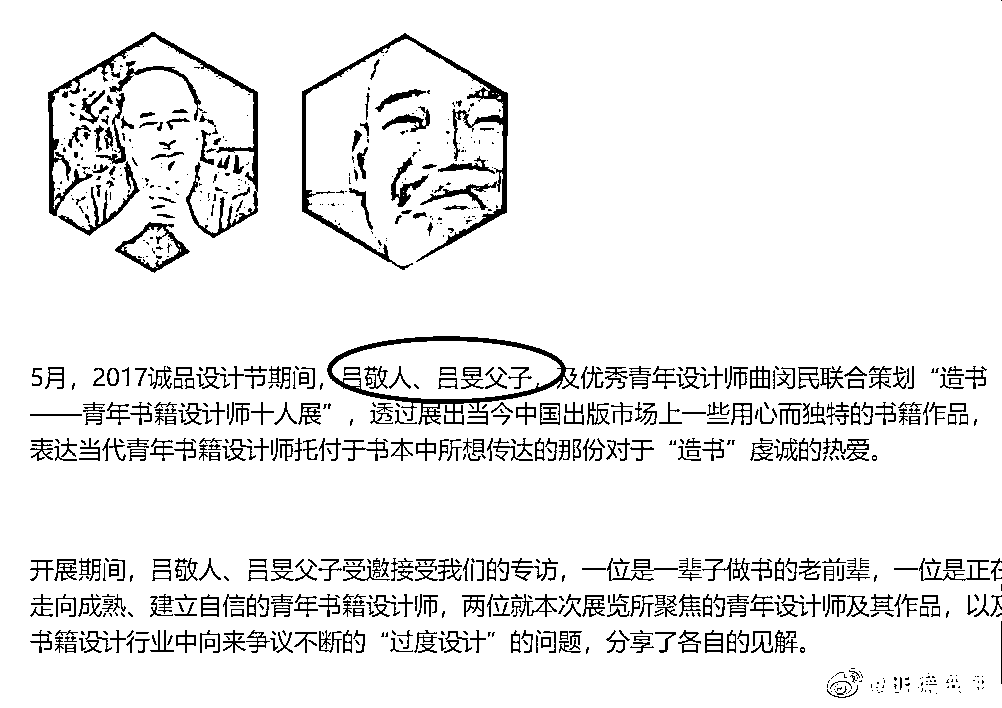 5月，2017诚品设计节期间，吕敬人、吕旻父子，及优秀青年设计师曲闵民联合策划“造书
——青年书籍设计师十人展”，透过展出当今中国出版市场上一些用心而独特的书籍作品，
表达当代青年书籍设计师托付于书本中所想传达的那份对于“造书”虔诚的热爱。
开展期间，吕敬人、吕旻父子受邀接受我们的专访，一位是一辈子做书的老前辈，一位是正在
走向成熟、建立自信的青年书籍设计师，两位就本次展览所聚焦的青年设计师及其作品，以及
书籍设计行业中向来争议不断的“过度设计”的问题，分享了各自的见解。